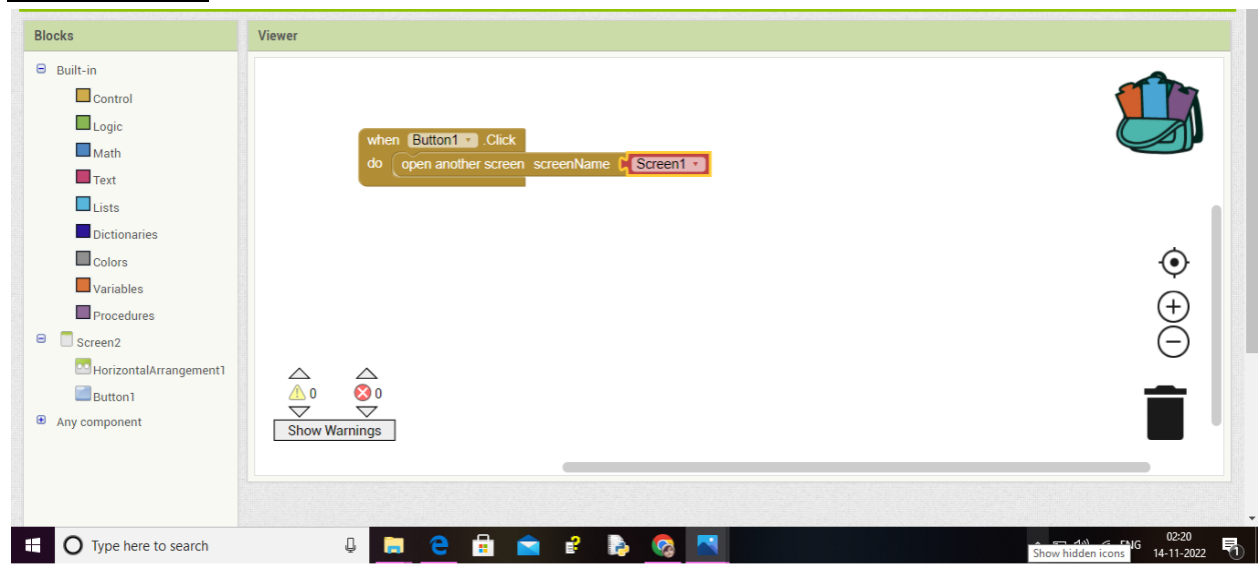 Blocks
Viewer
Built-in
Control
Logic
Math
Text
Lists
Dictionaries
Colors
Variables
Procedures
Screen2
HorizontalArrangement1
Button1
Any component
when Button1 .Click
do open another screen screenName Screen1
0 0
Show Warnings
Type here to search
Show hidden icons
02:20
14-11-2022
1